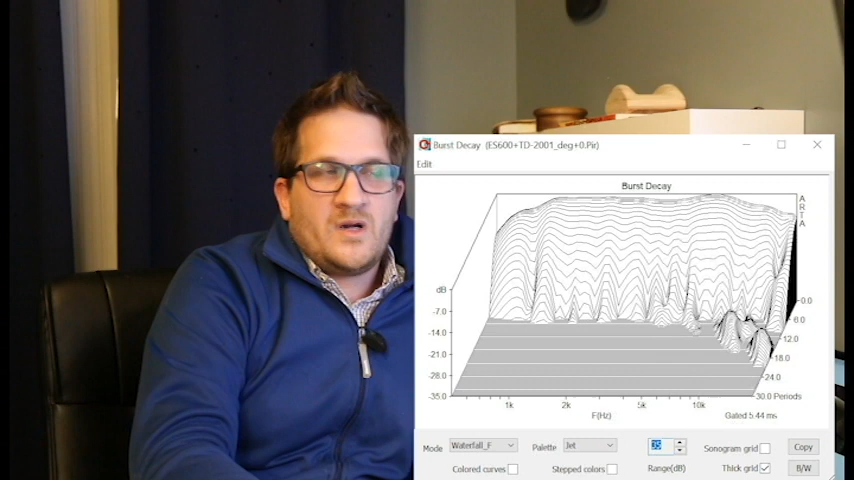 Burst Decay (ES600+TD-2001_deg+0.Pir)
Edit
Burst Decay
A
R
T
A
dB
-7.0
-14.0
-21.0
-28.0
-35.0
0.0
6.0
12.0
18.0
24.0
30.0 Periods
1k 2k 5k 10k
F(Hz)
Gated 5.44 ms
Mode Waterfall_F Palette Jet 35 Sonogram grid Copy
Colored curves Stepped colors Range(dB) Thick grid B/W